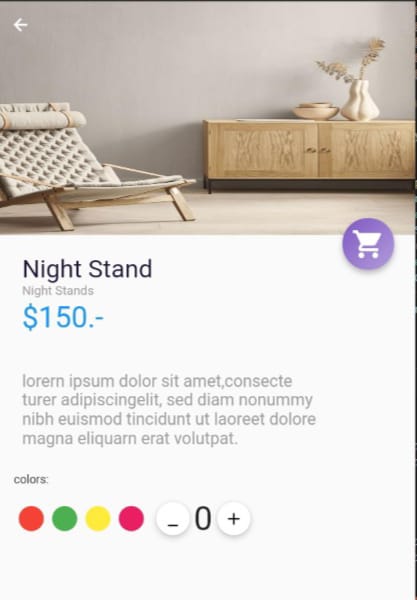 Night Stand
Night Stands
$150.-
lorern ipsum dolor sit amet,consecte
turer adipiscingelit, sed diam nonummy
nibh euismod tincidunt ut laoreet dolore
magna eliquarn erat volutpat.
colors:
- 0 +